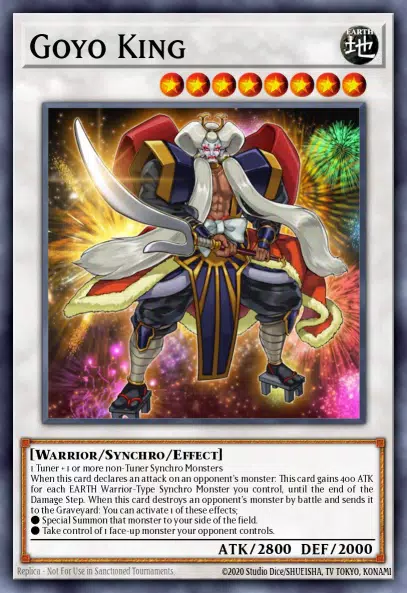 Goyo King
EARTH
地
[Warrior/Synchro/Effect]
1 Tuner + 1 or more non-Tuner Synchro Monsters
When this card declares an attack on an opponent's monster: This card gains 400 ATK
for each EARTH Warrior-Type Synchro Monster you control, until the end of the
Damage Step. When this card destroys an opponent's monster by battle and sends it
to the Graveyard: You can activate 1 of these effects;
● Special Summon that monster to your side of the field.
● Take control of 1 face-up monster your opponent controls.
ATK/2800 DEF/2000
Replica - Not For Use in Sanctioned Tournaments
©2020 Studio Dice/SHUEISHA, TV TOKYO, KONAMI